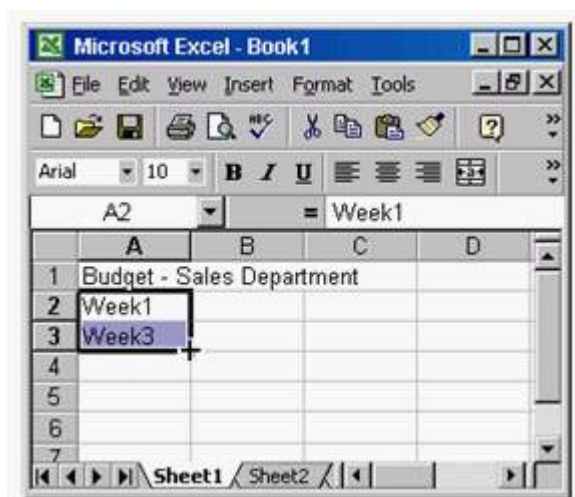 Microsoft Excel - Book1
File Edit View Insert Format Tools
Arial 10 B I U
A2 = Week1
A B C D
1 Budget - Sales Department
2 Week1
3 Week3
4
5
6
7
Sheet1 Sheet2